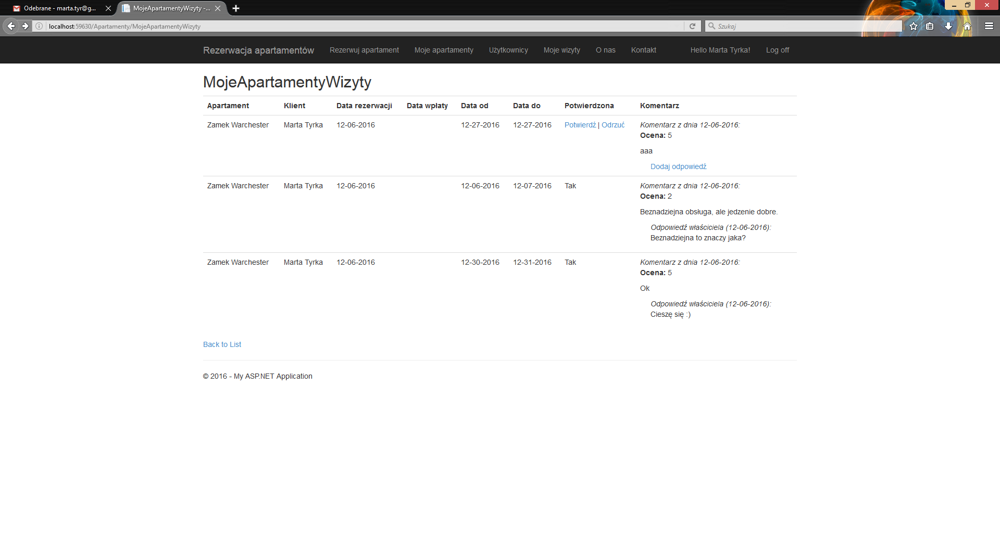 Odebrane - marta.tyr@g...
MojeApartamentyWizyty -...
localhost:59630/Apartamenty/MojeApartamentyWizyty
Szukaj
Rezerwacja apartamentów Rezerwuj apartament Moje apartamenty Użytkownicy Moje wizyty O nas Kontakt Hello Marta Tyrka! Log off
MojeApartamentyWizyty
Apartament Klient Data rezerwacji Data wpłaty Data od Data do Potwierdzona Komentarz
Zamek Warchester Marta Tyrka 12-06-2016 12-27-2016 12-27-2016 Potwierdź | Odrzuć Komentarz z dnia 12-06-2016:
Ocena: 5
aaa
Dodaj odpowiedź
Zamek Warchester Marta Tyrka 12-06-2016 12-06-2016 12-07-2016 Tak Komentarz z dnia 12-06-2016:
Ocena: 2
Beznadziejna obsługa, ale jedzenie dobre.
Odpowiedź właściciela (12-06-2016):
Beznadziejna to znaczy jaka?
Zamek Warchester Marta Tyrka 12-06-2016 12-30-2016 12-31-2016 Tak Komentarz z dnia 12-06-2016:
Ocena: 5
Ok
Odpowiedź właściciela (12-06-2016):
Cieszę się :)
Back to List
© 2016 - My ASP.NET Application